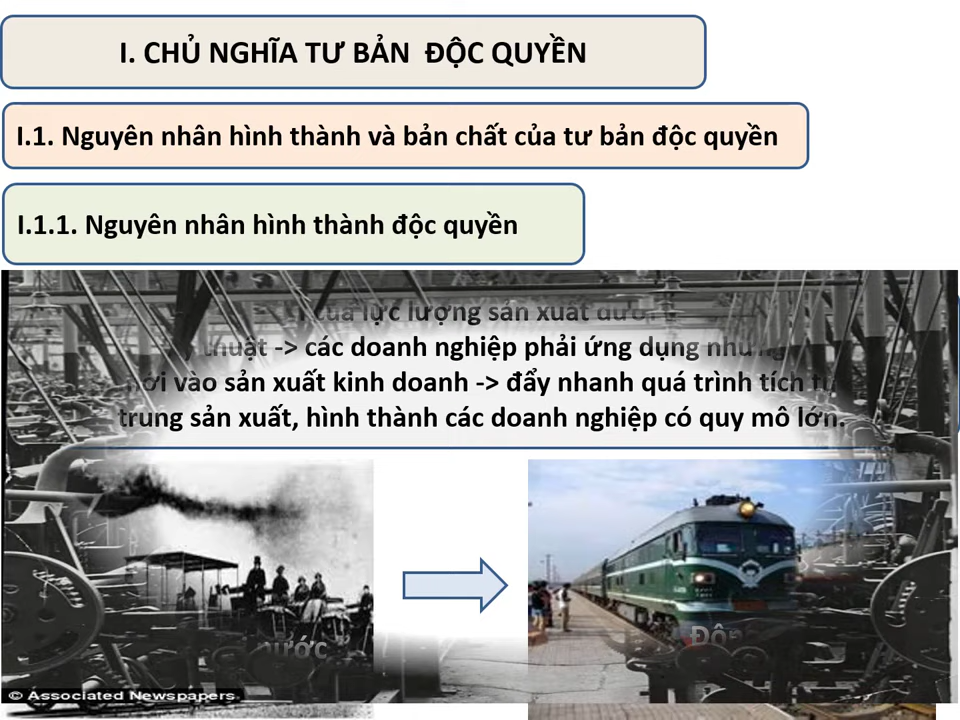 I. CHỦ NGHĨA TƯ BẢN ĐỘC QUYỀN
I.1. Nguyên nhân hình thành và bản chất của tư bản độc quyền
I.1.1. Nguyên nhân hình thành độc quyền
của lực lượng sản xuất dưới
thuật -> các doanh nghiệp phải ứng dụng những
mới vào sản xuất kinh doanh -> đẩy nhanh quá trình tích tụ
trung sản xuất, hình thành các doanh nghiệp có quy mô lớn.
nước
© Associated Newspapers